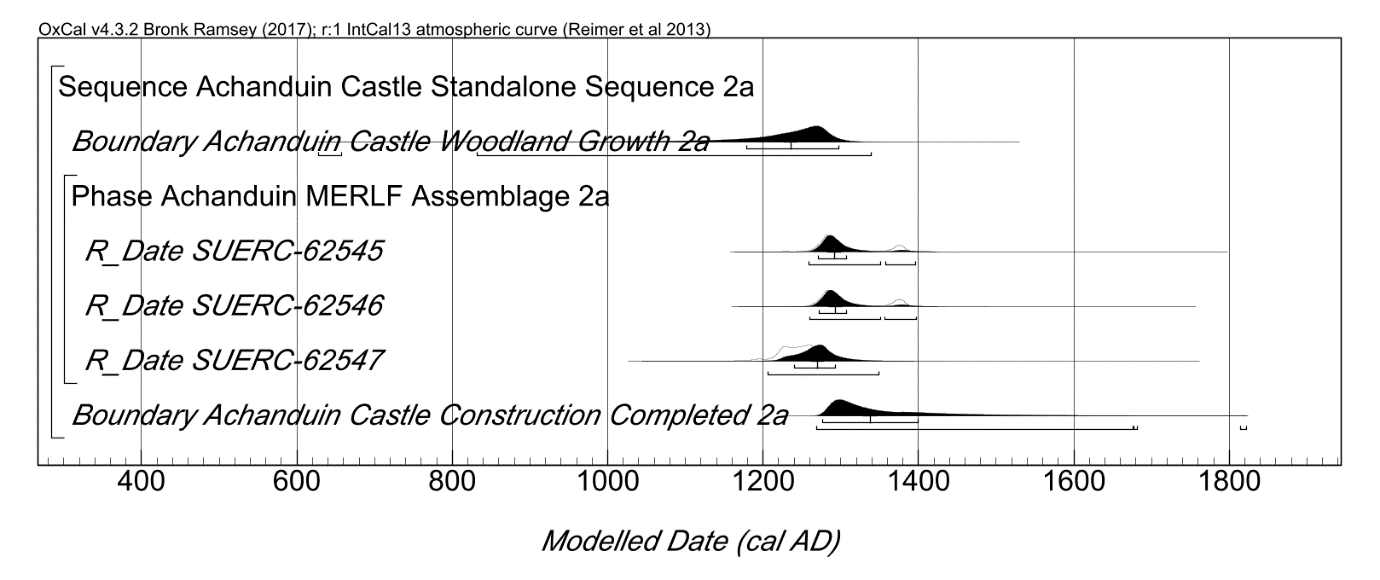 OxCal v4.3.2 Bronk Ramsey (2017); r:1 IntCal13 atmospheric curve (Reimer et al 2013)
Sequence Achanduin Castle Standalone Sequence 2a
Boundary Achanduin Castle Woodland Growth 2a
Phase Achanduin MERLF Assemblage 2a
R_Date SUERC-62545
R_Date SUERC-62546
R_Date SUERC-62547
Boundary Achanduin Castle Construction Completed 2a
400 600 800 1000 1200 1400 1600 1800
Modelled Date (cal AD)